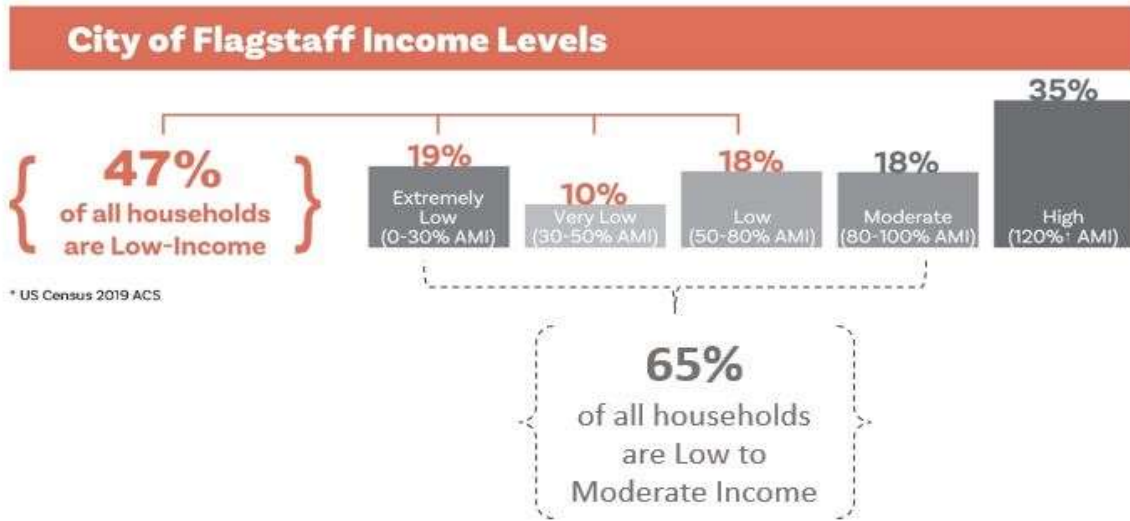 City of Flagstaff Income Levels
47%
of all households
are Low-Income
* US Census 2019 ACS
19%
Extremely
Low
(0-30% AMI)
10%
Very Low
(30-50% AMI)
18%
Low
(50-80% AMI)
18%
Moderate
(80-100% AMI)
35%
High
(120%↑ AMI)
65%
of all households
are Low to
Moderate Income